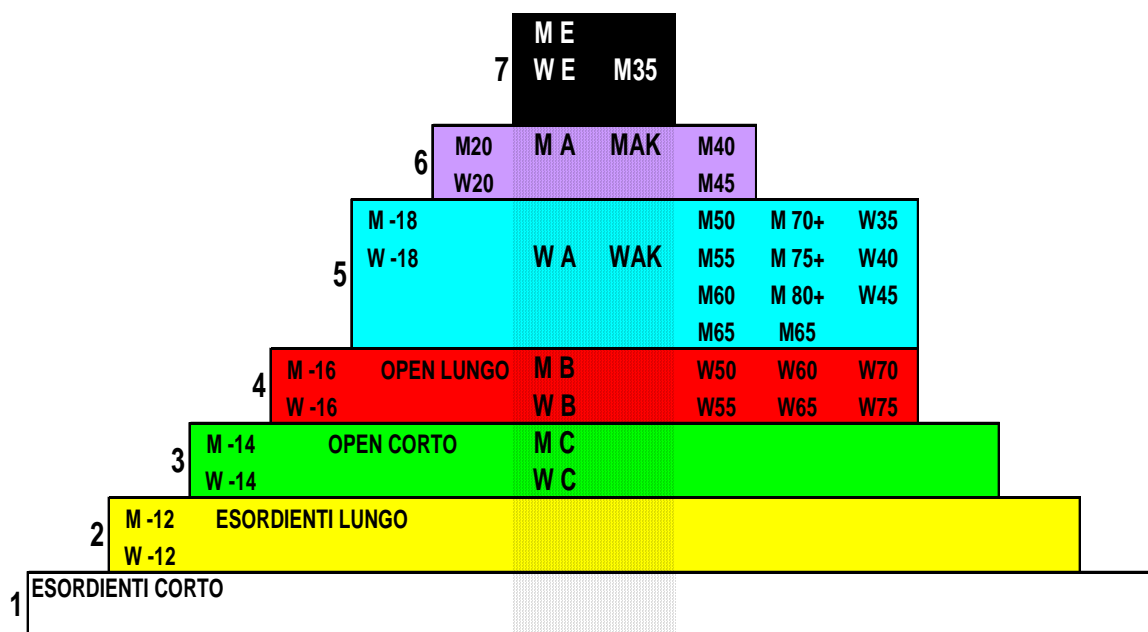 M E
7 W E M35
6 M20 M A MAK M40
W20 M45
M -18 M50 M 70+ W35
5 W -18 W A WAK M55 M 75+ W40
M60 M 80+ W45
M65 M65
4 M -16 OPEN LUNGO M B W50 W60 W70
W -16 W B W55 W65 W75
3 M -14 OPEN CORTO M C
W -14 W C
2 M -12 ESORDIENTI LUNGO
W -12
1 ESORDIENTI CORTO